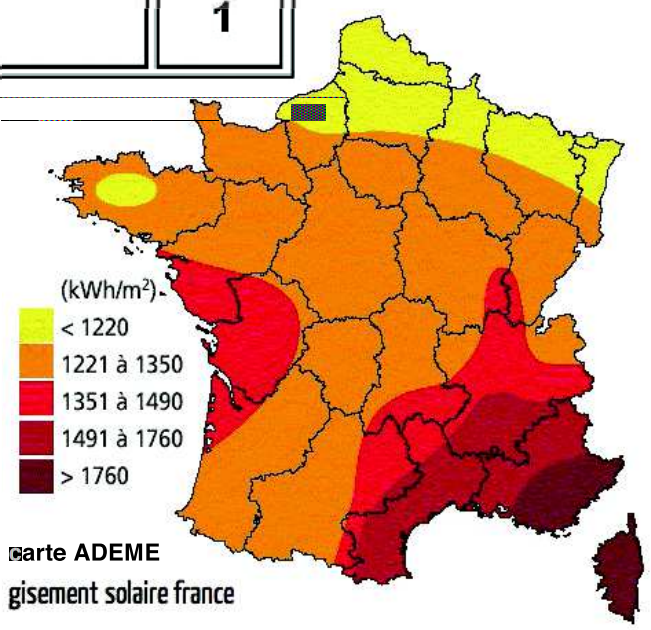 1
(kWh/m²)
< 1220
1221 à 1350
1351 à 1490
1491 à 1760
> 1760
carte ADEME
gisement solaire france